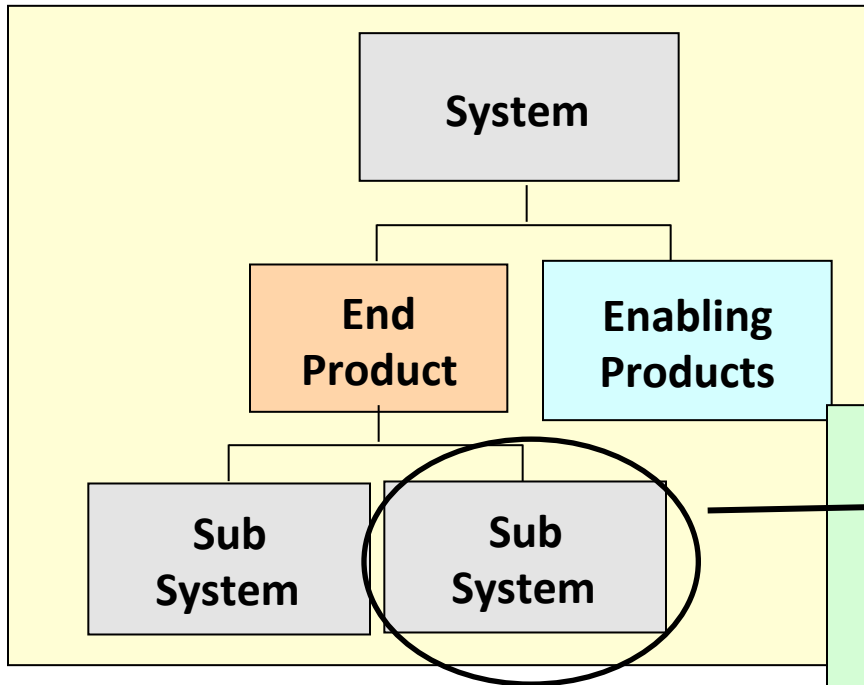 System
End
Product
Enabling
Products
Sub
System
Sub
System